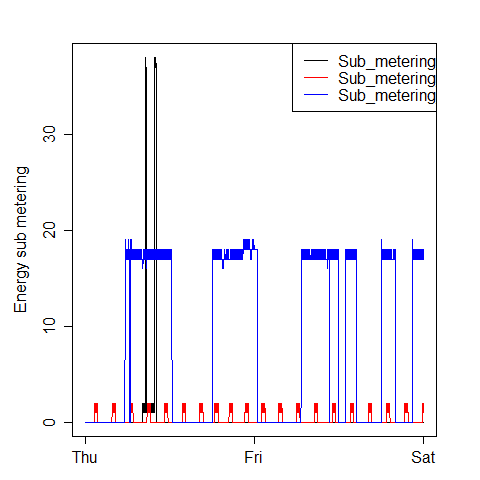 Sub_metering
Sub_metering
Sub_metering
Energy sub metering
30
20
10
0
Thu Fri Sat